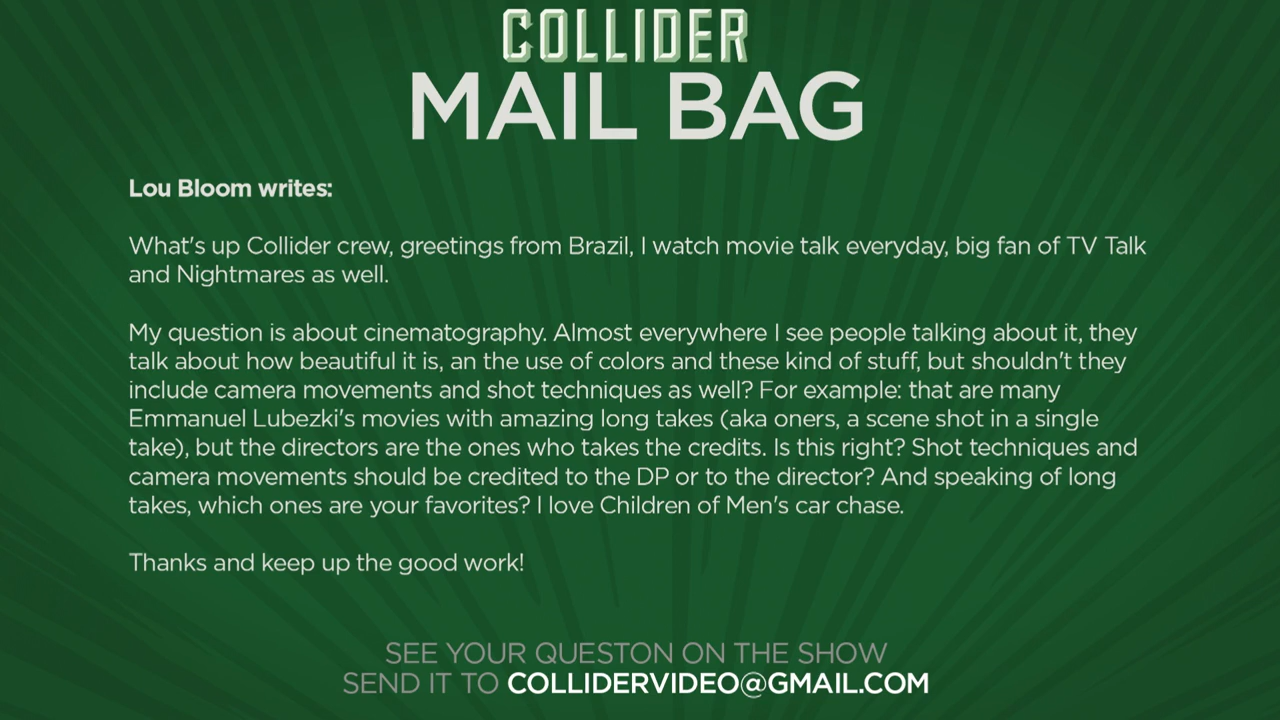 COLLIDER
MAIL BAG
Lou Bloom writes:
What's up Collider crew, greetings from Brazil, I watch movie talk everyday, big fan of TV Talk
and Nightmares as well.
My question is about cinematography. Almost everywhere I see people talking about it, they
talk about how beautiful it is, an the use of colors and these kind of stuff, but shouldn't they
include camera movements and shot techniques as well? For example: that are many
Emmanuel Lubezki's movies with amazing long takes (aka oners, a scene shot in a single
take), but the directors are the ones who takes the credits. Is this right? Shot techniques and
camera movements should be credited to the DP or to the director? And speaking of long
takes, which ones are your favorites? I love Children of Men's car chase.
Thanks and keep up the good work!
SEE YOUR QUESTON ON THE SHOW
SEND IT TO COLLIDERVIDEO@GMAIL.COM